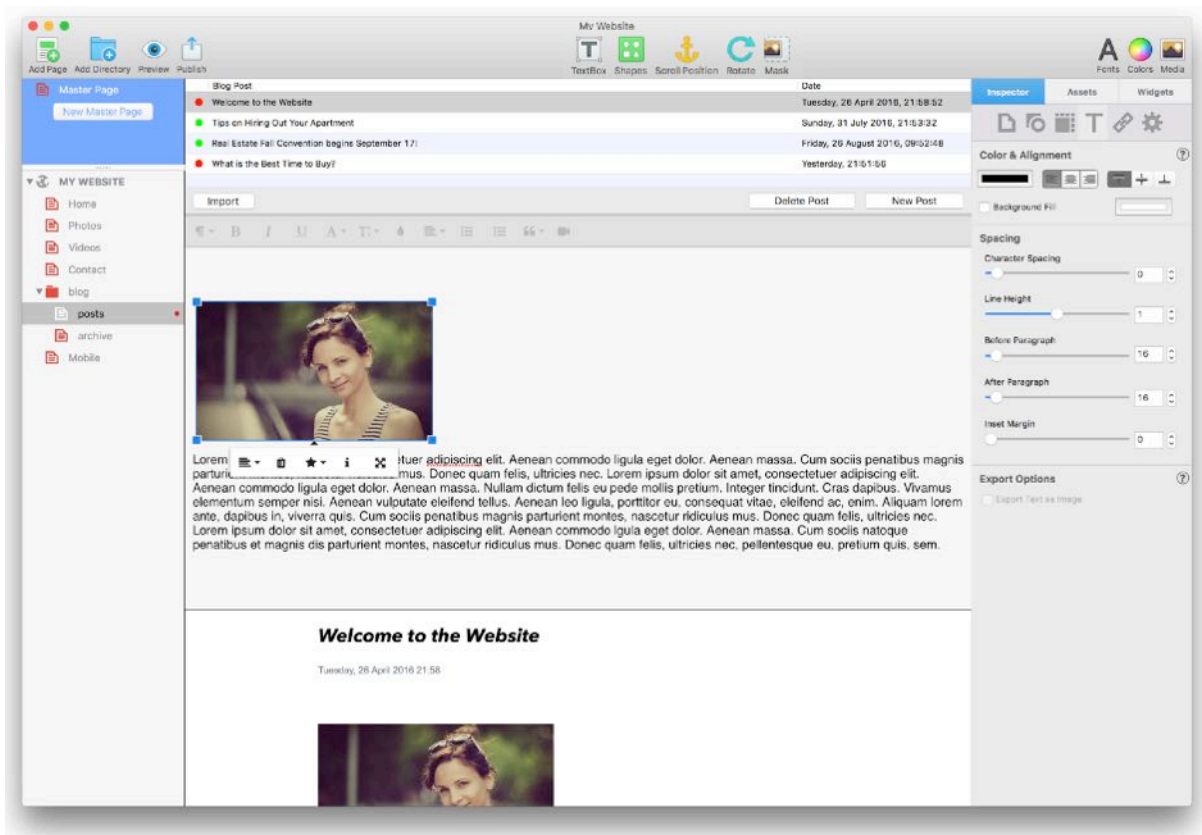 My Website
Add Page Add Directory Preview Publish
TextBox Shapes Scroll Position Rotate Mask
Fonts Colors Media
Master Page
New Master Page
MY WEBSITE
Home
Photos
Videos
Contact
blog
posts
archive
Mobile
Blog Post Date
Welcome to the Website Tuesday, 26 April 2016, 21:58:52
Tips on Hiring Out Your Apartment Sunday, 31 July 2016, 21:53:32
Real Estate Fall Convention begins September 17! Friday, 26 August 2016, 09:52:48
What is the Best Time to Buy? Yesterday, 21:51:56
Import Delete Post New Post
B I U A T
Lorem etuer adipiscing elit. Aenean commodo ligula eget dolor. Aenean massa. Cum sociis penatibus magnis
parturi mus. Donec quam felis, ultricies nec. Lorem ipsum dolor sit amet, consectetuer adipiscing elit.
Aenean commodo ligula eget dolor. Aenean massa. Nullam dictum felis eu pede mollis pretium. Integer tincidunt. Cras dapibus. Vivamus
elementum semper nisi. Aenean vulputate eleifend tellus. Aenean leo ligula, porttitor eu, consequat vitae, eleifend ac, enim. Aliquam lorem
ante, dapibus in, viverra quis. Cum sociis penatibus magnis parturient montes, nascetur ridiculus mus. Donec quam felis, ultricies nec.
Lorem ipsum dolor sit amet, consectetuer adipiscing elit. Aenean commodo lgula eget dolor. Aenean massa. Cum sociis natoque
penatibus et magnis dis parturient montes, nascetur ridiculus mus. Donec quam felis, ultricies nec, pellentesque eu, pretium quis, sem.
Welcome to the Website
Tuesday, 26 April 2016 21:58
Inspector Assets Widgets
Color & Alignment
Background Fill
Spacing
Character Spacing
0
Line Height
1
Before Paragraph
16
After Paragraph
16
Inset Margin
0
Export Options
Export Text as Image